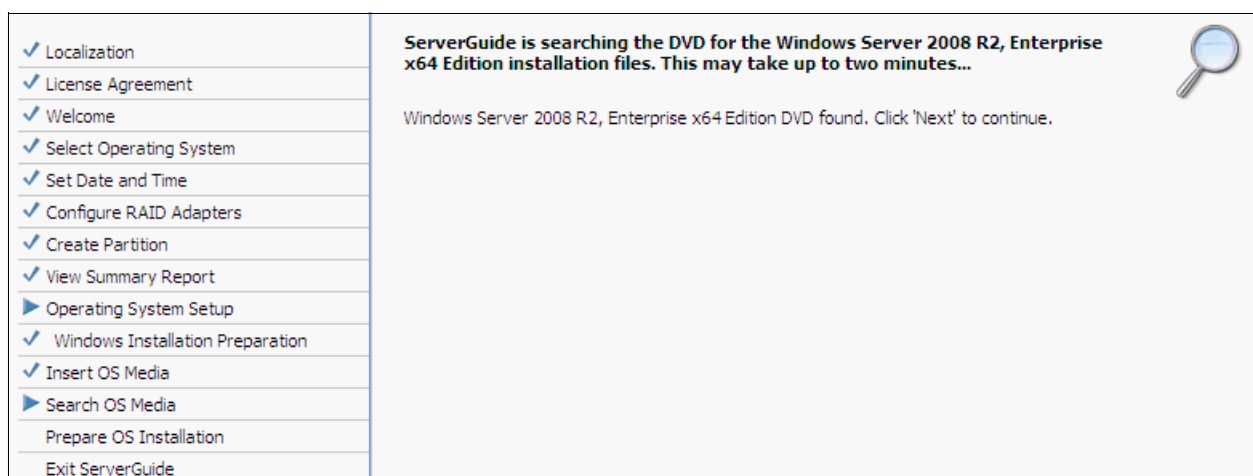 Localization
License Agreement
Welcome
Select Operating System
Set Date and Time
Configure RAID Adapters
Create Partition
View Summary Report
Operating System Setup
Windows Installation Preparation
Insert OS Media
Search OS Media
Prepare OS Installation
Exit ServerGuide
ServerGuide is searching the DVD for the Windows Server 2008 R2, Enterprise
x64 Edition installation files. This may take up to two minutes...
Windows Server 2008 R2, Enterprise x64 Edition DVD found. Click 'Next' to continue.